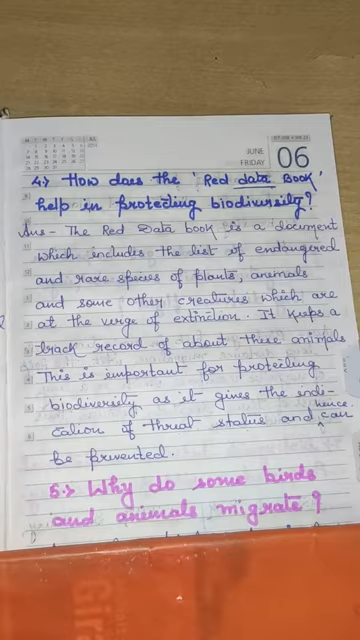 JUNE
FRIDAY 06
4.) How does the 'Red data Book'
help in protecting biodiversity?
Ans - The Red Data book is a document
which includes the list of endangered
and rare species of plants, animals
and some other creatures which are
at the verge of extinction. It keeps a
track record of about these animals
This is important for protecting
biodiversity as it gives the indi-
cation of threat status and hence can
be prevented.
5.) Why do some birds
and animals migrate?